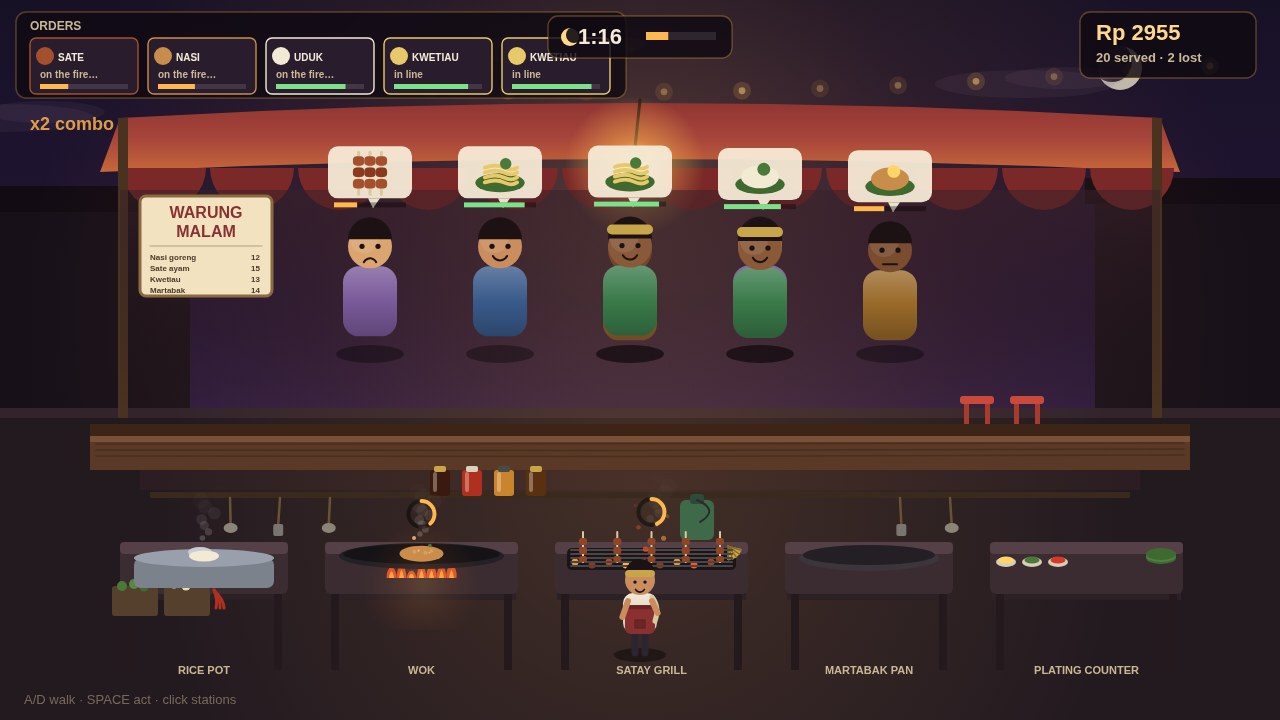 ORDERS
SATE
on the fire...
NASI
on the fire...
UDUK
on the fire...
KWETIAU
in line
KWETIAU
in line
1:16
Rp 2955
20 served · 2 lost
x2 combo
WARUNG
MALAM
Nasi goreng 12
Sate ayam 15
Kwetiau 13
Martabak 14
RICE POT
WOK
SATAY GRILL
MARTABAK PAN
PLATING COUNTER
A/D walk · SPACE act · click stations